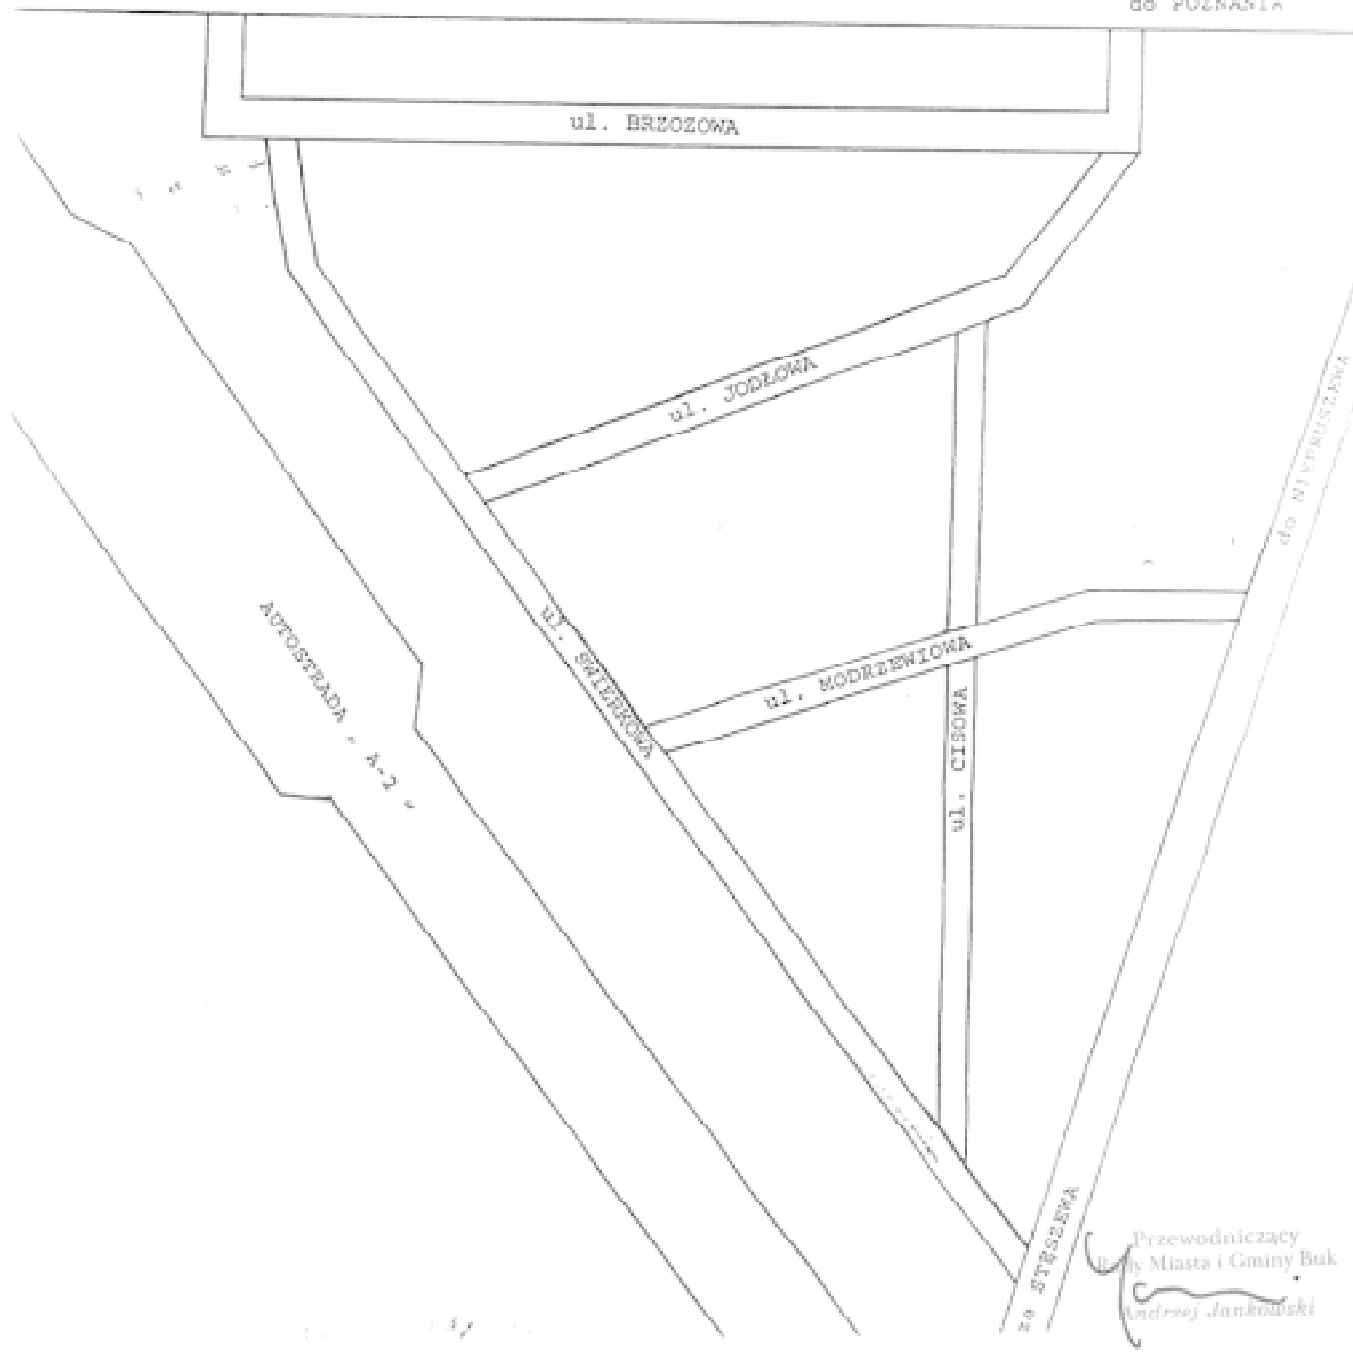 do POZNANIA
ul. BRZOZOWA
ul. JODŁOWA
do NIEPRUSZEWA
ul. ŚWIERKOWA
ul. MODRZEWIOWA
AUTOSTRADA " A-2 "
ul. CISOWA
STĘSZEWA
Przewodniczący
Rady Miasta i Gminy Buk
Andrzej Jankowski